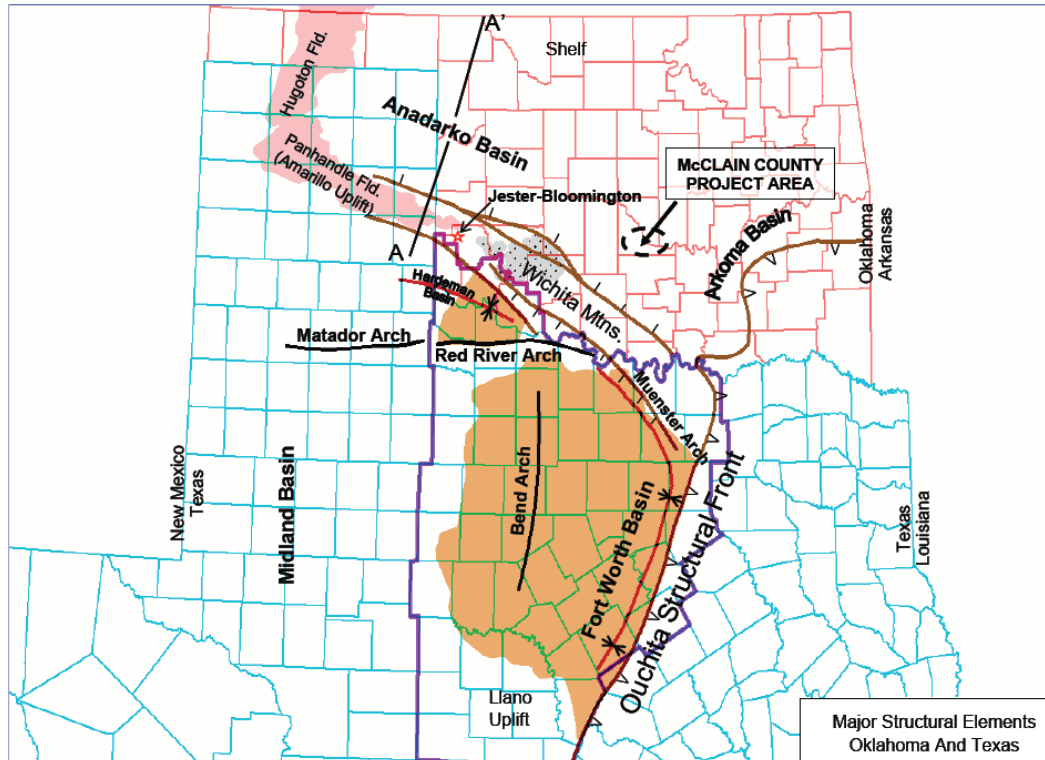 A'
Shelf
Hugoton Fld.
Anadarko Basin
McCLAIN COUNTY
PROJECT AREA
Panhandle Fld.
(Amarillo Uplift)
Jester-Bloomington
Arkoma Basin
Oklahoma
Arkansas
A
Hardeman
Basin
Wichita Mtns.
Matador Arch
Red River Arch
Muenster Arch
New Mexico
Texas
Midland Basin
Bend Arch
Fort Worth Basin
Ouchita Structural Front
Texas
Louisiana
Llano
Uplift
Major Structural Elements
Oklahoma And Texas